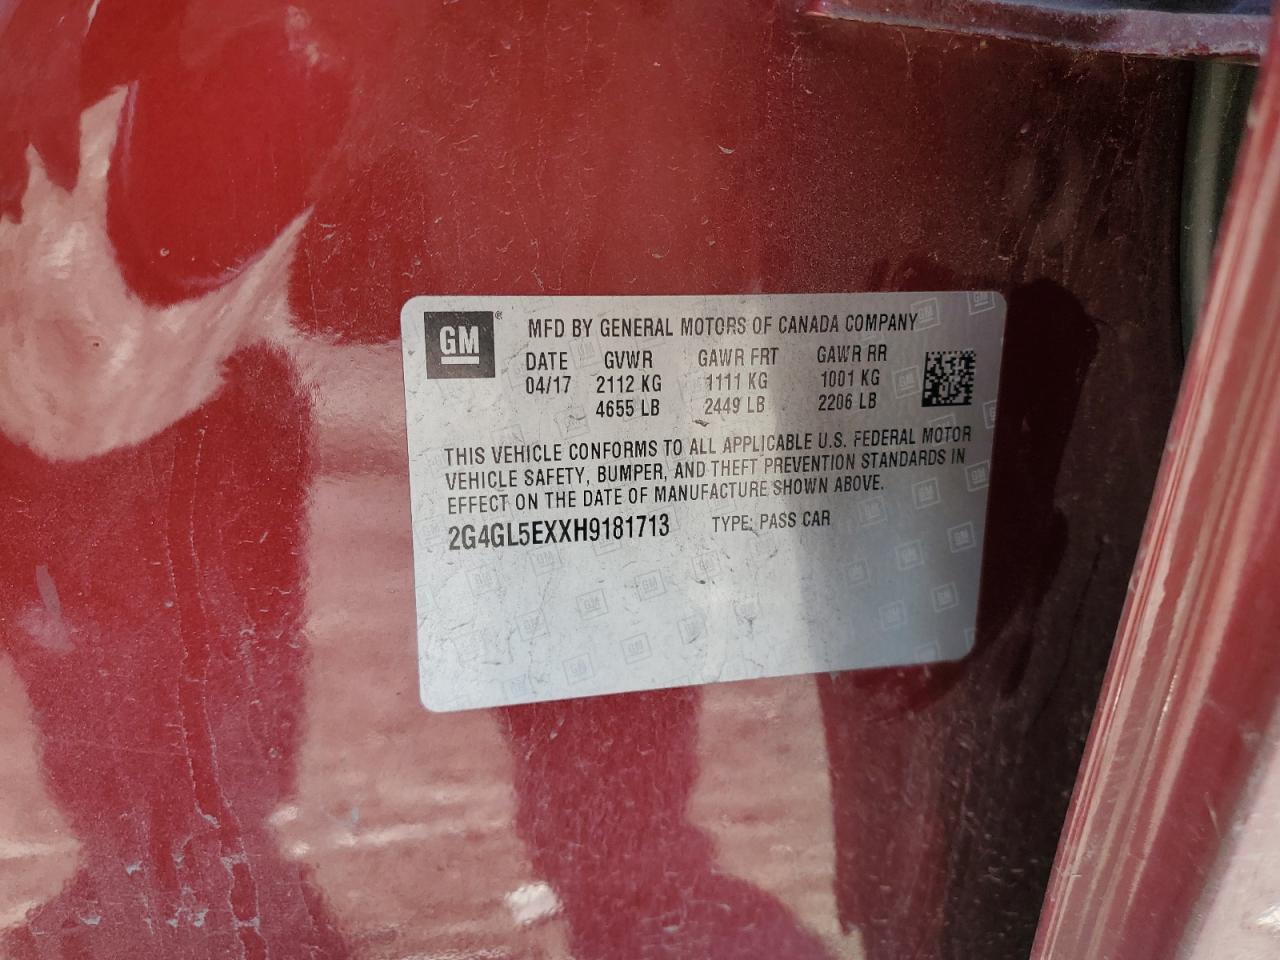 GM ®
MFD BY GENERAL MOTORS OF CANADA COMPANY
DATE GVWR GAWR FRT GAWR RR
04/17 2112 KG 1111 KG 1001 KG
4655 LB 2449 LB 2206 LB
THIS VEHICLE CONFORMS TO ALL APPLICABLE U.S. FEDERAL MOTOR
VEHICLE SAFETY, BUMPER, AND THEFT PREVENTION STANDARDS IN
EFFECT ON THE DATE OF MANUFACTURE SHOWN ABOVE.
2G4GL5EXXH9181713 TYPE: PASS CAR